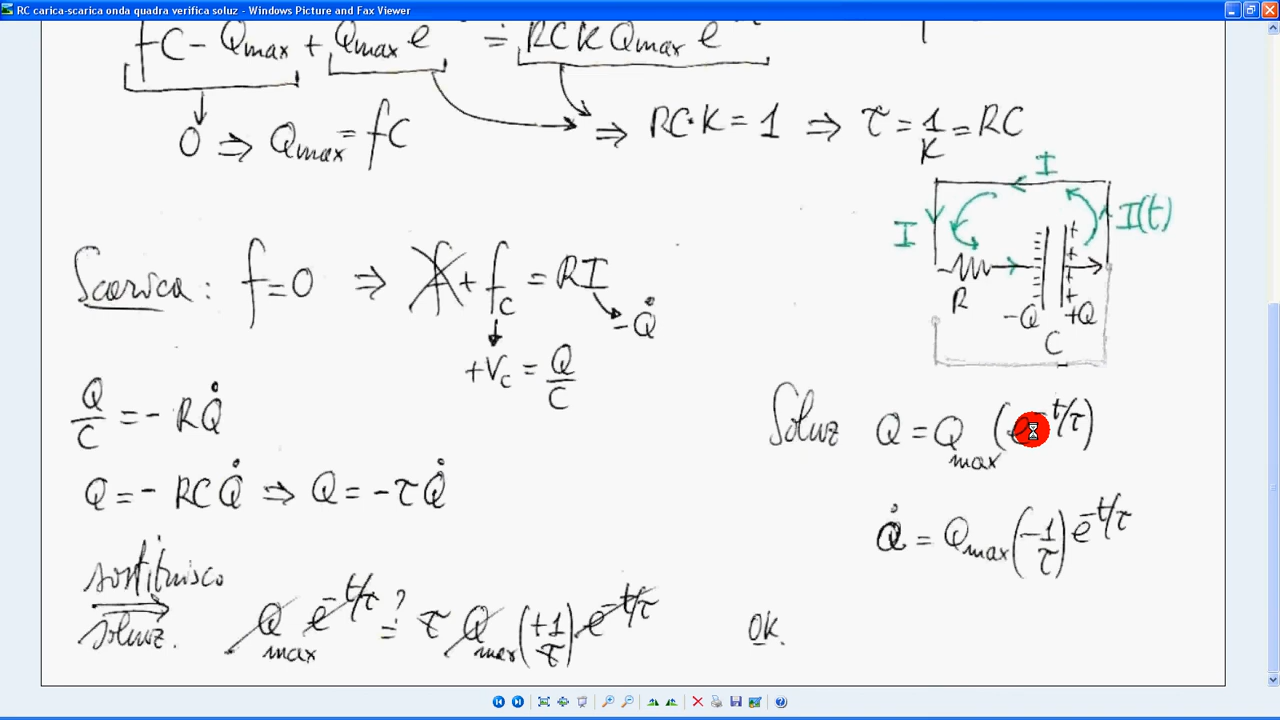 RC carica-scarica onda quadra verifica soluz - Windows Picture and Fax Viewer
fC - Qmax + Qmax e = RCK Qmax e
0 ⇒ Qmax = fC ⇒ RC·K = 1 ⇒ τ = 1/K = RC
I
I I(t)
R -Q +Q
C
Scarica: f=0 ⇒ f + fC = RI
-Q̇
+VC = Q/C
Q/C = - RQ̇
Soluz Q = Qmax (e^-t/τ)
Q = - RCQ̇ ⇒ Q = -τQ̇
Q̇ = Qmax (-1/τ) e^-t/τ
sostituisco
soluz. Qmax e^-t/τ ?= τ Qmax (+1/τ) e^-t/τ OK.